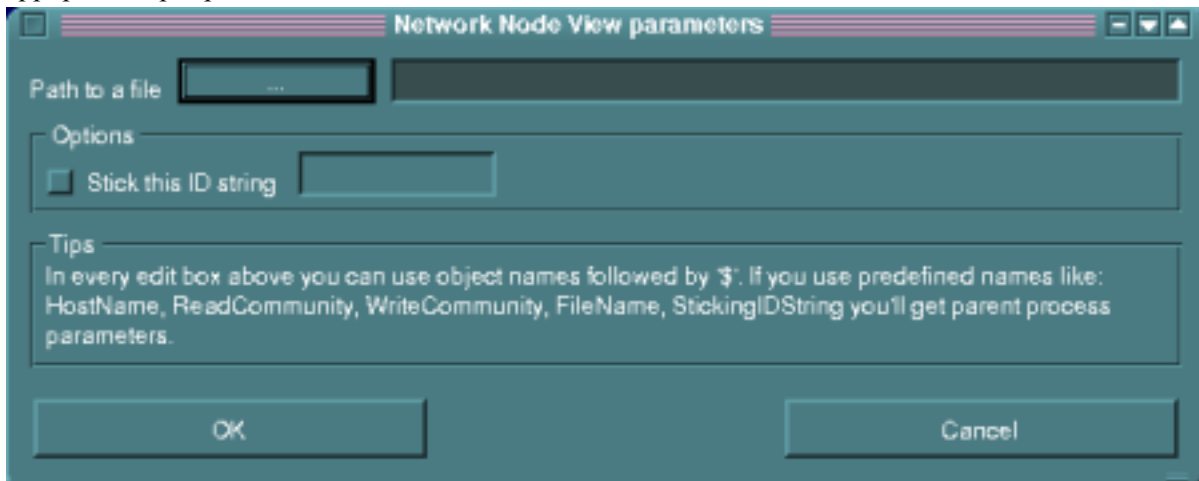 Network Node View parameters
Path to a file ...
Options
Stick this ID string
Tips
In every edit box above you can use object names followed by '$'. If you use predefined names like:
HostName, ReadCommunity, WriteCommunity, FileName, StickingIDString you'll get parent process
parameters.
OK Cancel